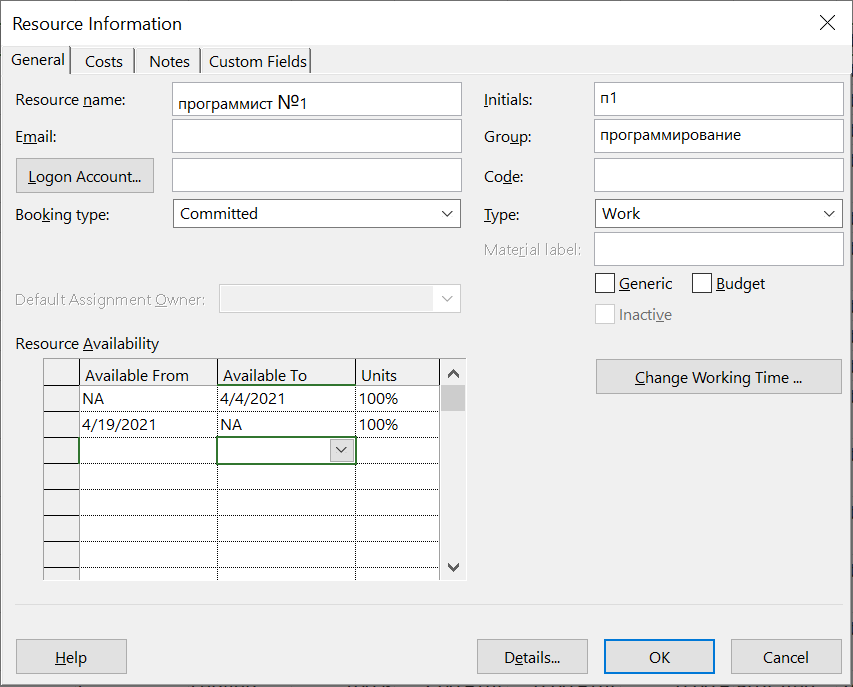 Resource Information
General Costs Notes Custom Fields
Resource name: программист №1 Initials: п1
Email: Group: программирование
Logon Account... Code:
Booking type: Committed Type: Work
Material label:
Generic Budget
Default Assignment Owner: Inactive
Resource Availability
Available From Available To Units Change Working Time ...
NA 4/4/2021 100%
4/19/2021 NA 100%
Help Details... OK Cancel